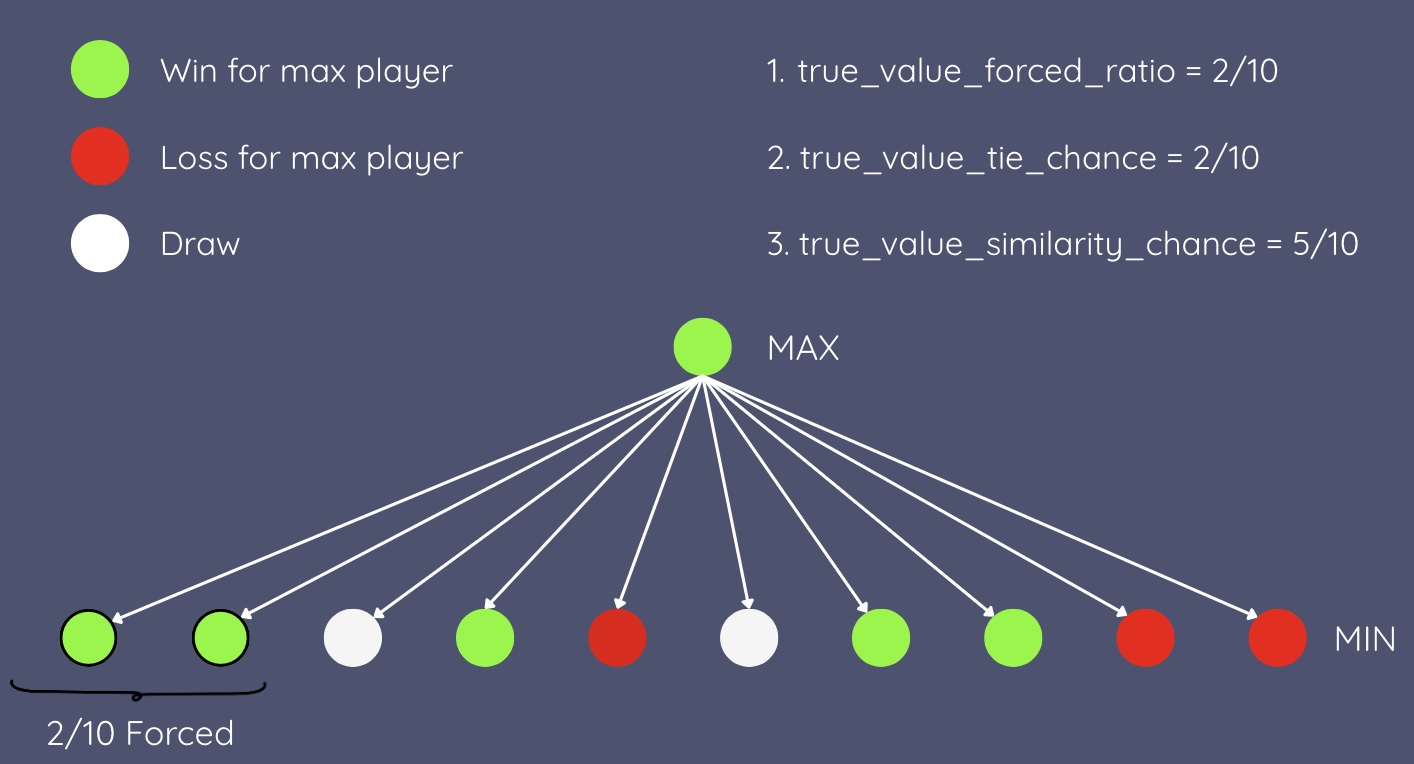 Win for max player
Loss for max player
Draw
1. true_value_forced_ratio = 2/10
2. true_value_tie_chance = 2/10
3. true_value_similarity_chance = 5/10
MAX
MIN
2/10 Forced